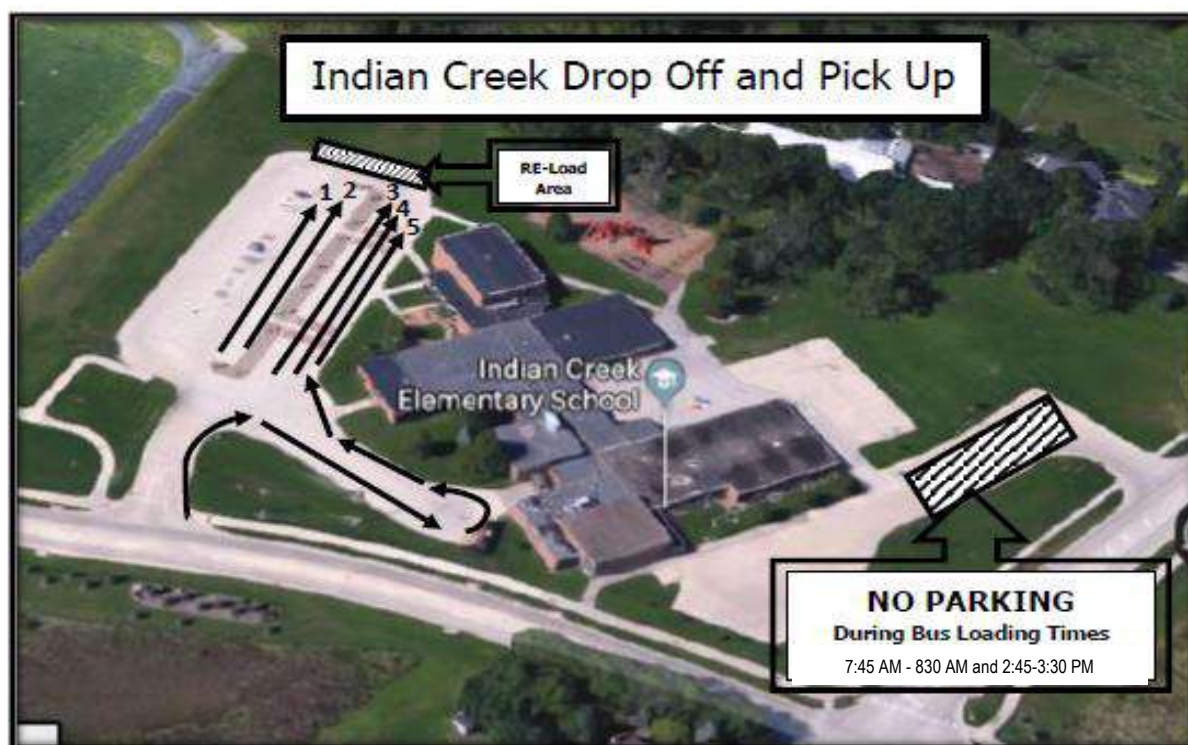 Indian Creek Drop Off and Pick Up
RE-Load
Area
1
2
3
4
5
Indian Creek
Elementary School
NO PARKING
During Bus Loading Times
7:45 AM - 830 AM and 2:45-3:30 PM